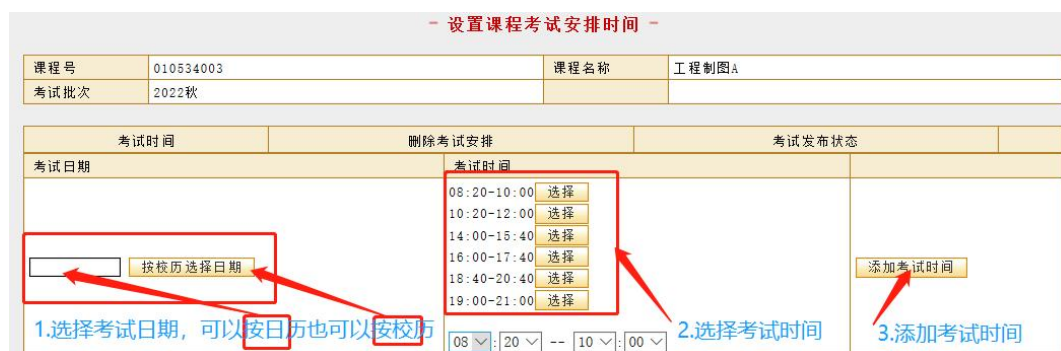 - 设置课程考试安排时间 -
课程号 010534003 课程名称 工程制图A
考试批次 2022秋
考试时间 删除考试安排 考试发布状态
考试日期 考试时间
08:20-10:00 选择
10:20-12:00 选择
14:00-15:40 选择
16:00-17:40 选择
18:40-20:40 选择
19:00-21:00 选择
按校历选择日期
添加考试时间
1.选择考试日期，可以按日历也可以按校历
08 : 20 -- 10 : 00
2.选择考试时间
3.添加考试时间